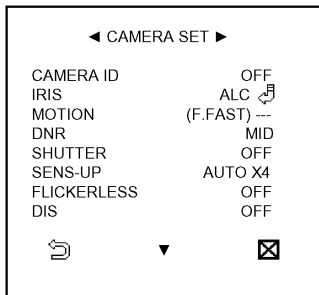 ◄ CAMERA SET ►
CAMERA ID OFF
IRIS ALC
MOTION (F.FAST) ---
DNR MID
SHUTTER OFF
SENS-UP AUTO X4
FLICKERLESS OFF
DIS OFF